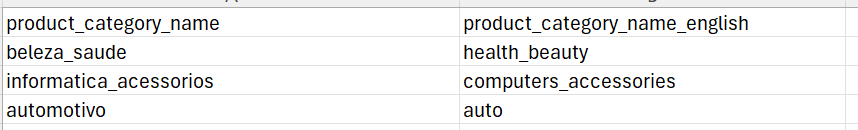 product_category_name product_category_name_english
beleza_saude health_beauty
informatica_acessorios computers_accessories
automotivo auto